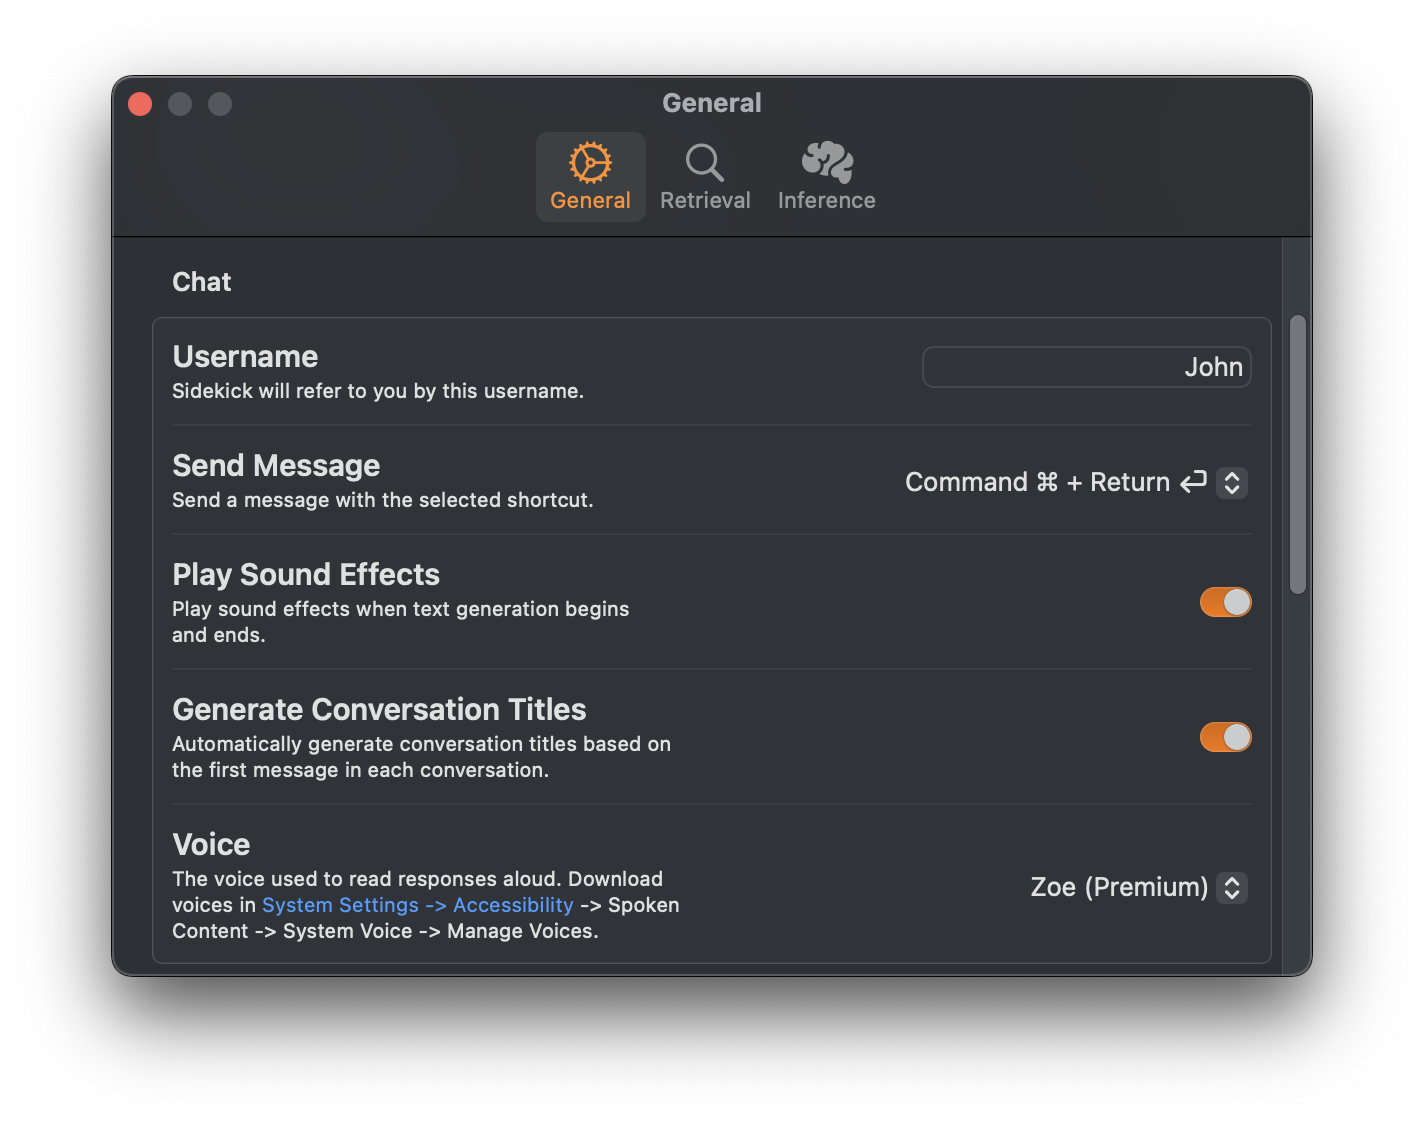 General
General
Retrieval
Inference
Chat
Username
Sidekick will refer to you by this username.
John
Send Message
Send a message with the selected shortcut.
Command ⌘ + Return ⏎
Play Sound Effects
Play sound effects when text generation begins
and ends.
Generate Conversation Titles
Automatically generate conversation titles based on
the first message in each conversation.
Voice
The voice used to read responses aloud. Download
voices in System Settings -> Accessibility -> Spoken
Content -> System Voice -> Manage Voices.
Zoe (Premium)